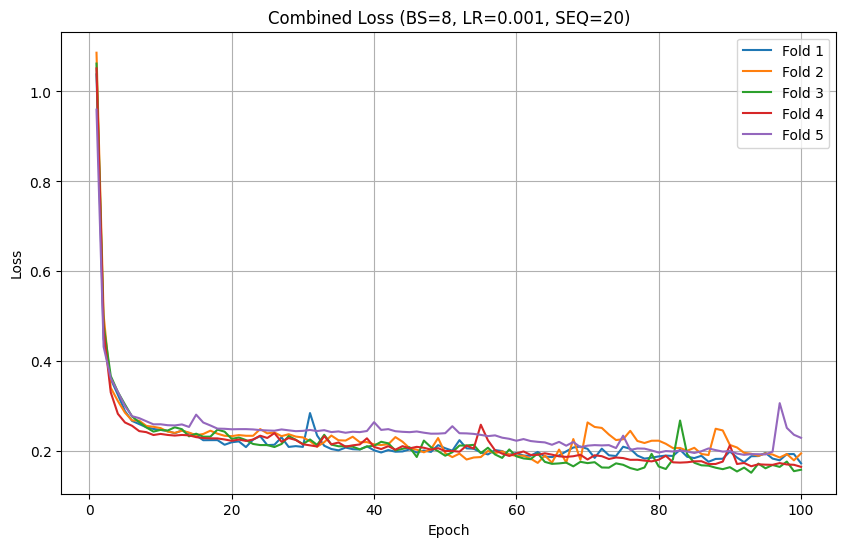 Combined Loss (BS=8, LR=0.001, SEQ=20)
Loss
1.0
0.8
0.6
0.4
0.2
Fold 1
Fold 2
Fold 3
Fold 4
Fold 5
0 20 40 60 80 100
Epoch